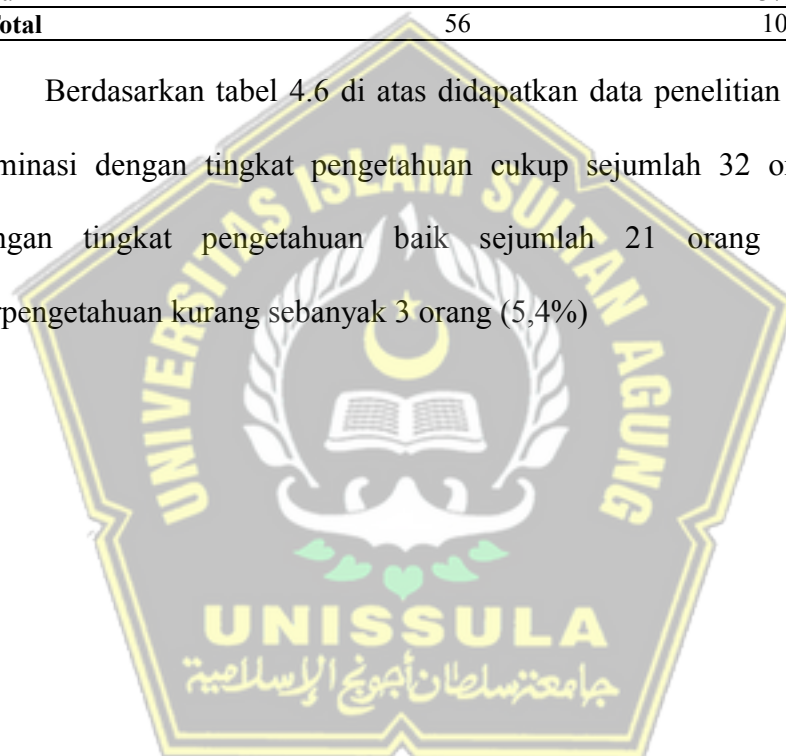 Total 56 10
Berdasarkan tabel 4.6 di atas didapatkan data penelitian
minasi dengan tingkat pengetahuan cukup sejumlah 32 o
ngan tingkat pengetahuan baik sejumlah 21 orang
rpengetahuan kurang sebanyak 3 orang (5,4%)
UNIVERSITAS ISLAM SULTAN AGUNG
UNISSULA
جامعة سلطان أجونج الإسلامية